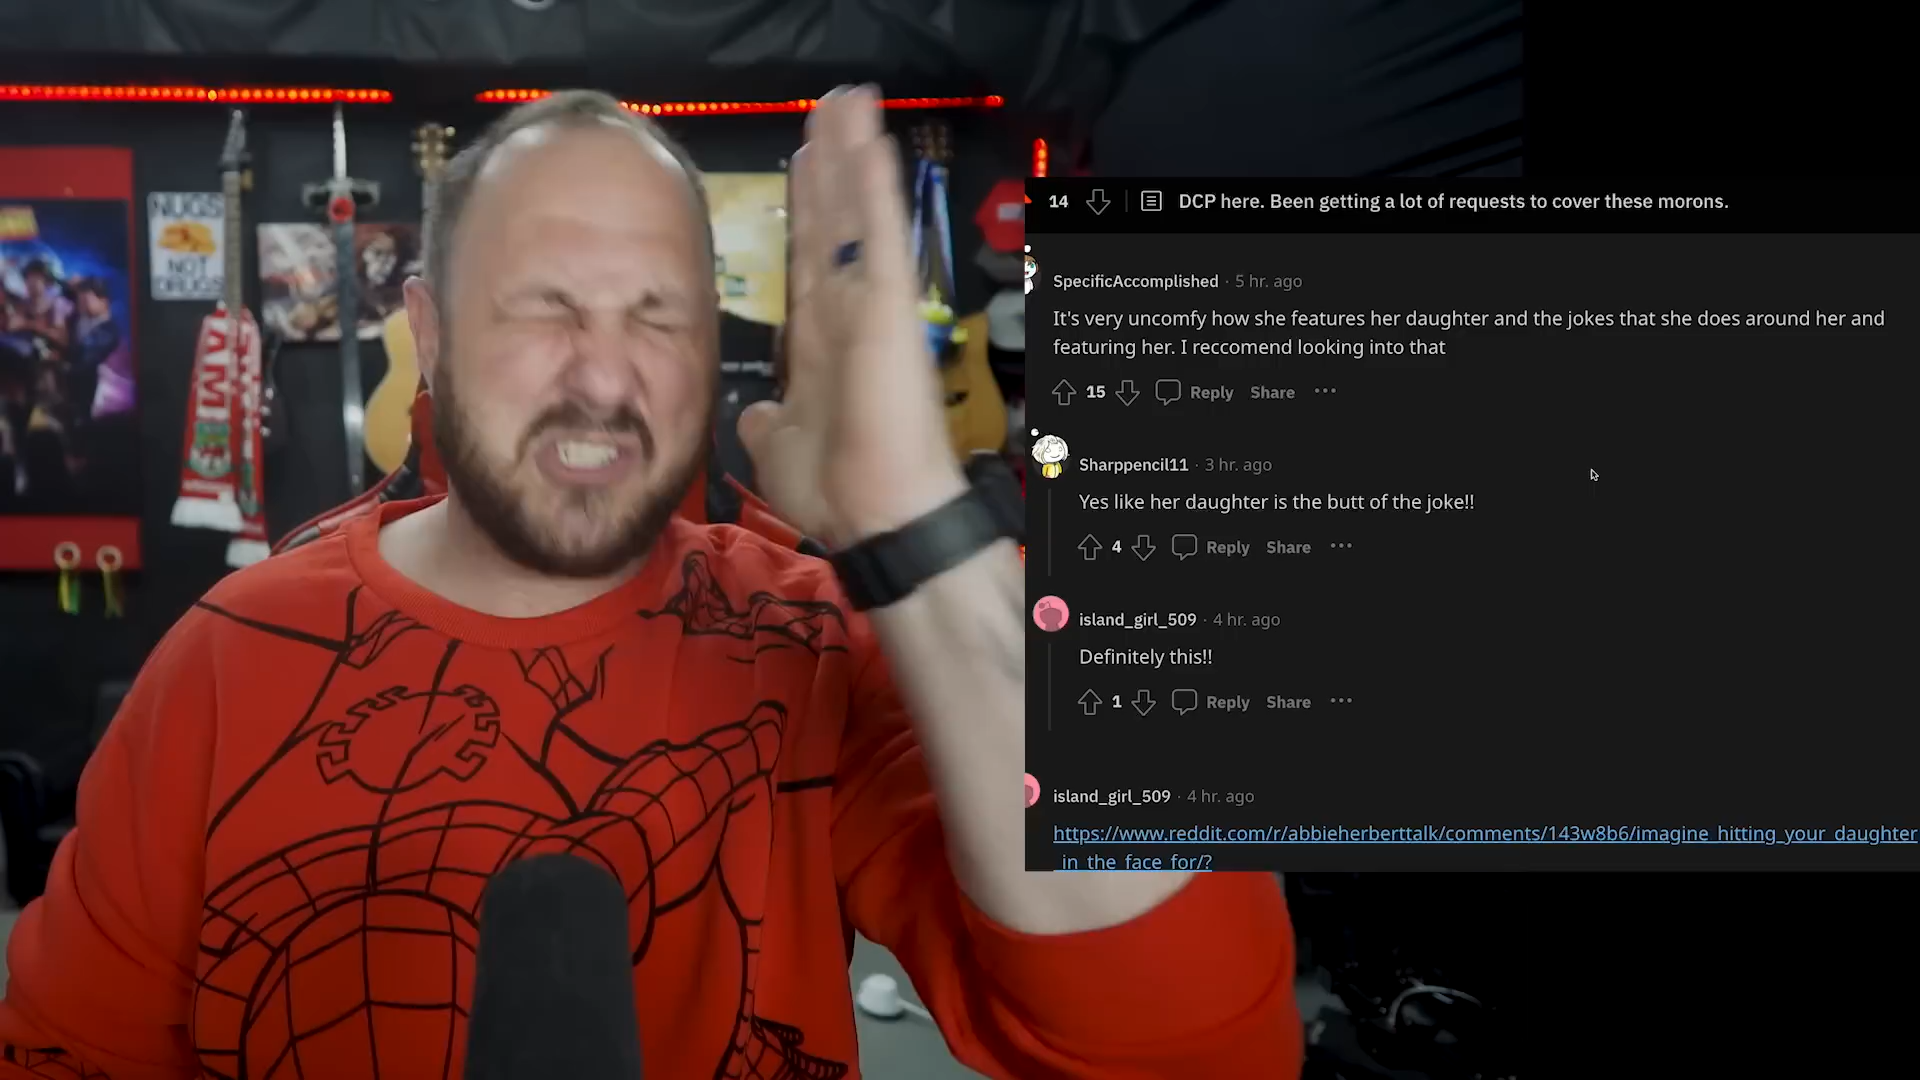 NUGS
NOT
DRUGS
14
DCP here. Been getting a lot of requests to cover these morons.
SpecificAccomplished · 5 hr. ago
It's very uncomfy how she features her daughter and the jokes that she does around her and
featuring her. I reccomend looking into that
15 Reply Share ···
Sharppencil11 · 3 hr. ago
Yes like her daughter is the butt of the joke!!
4 Reply Share ···
island_girl_509 · 4 hr. ago
Definitely this!!
1 Reply Share ···
island_girl_509 · 4 hr. ago
https://www.reddit.com/r/abbieherberttalk/comments/143w8b6/imagine_hitting_your_daughter
_in_the_face_for/?